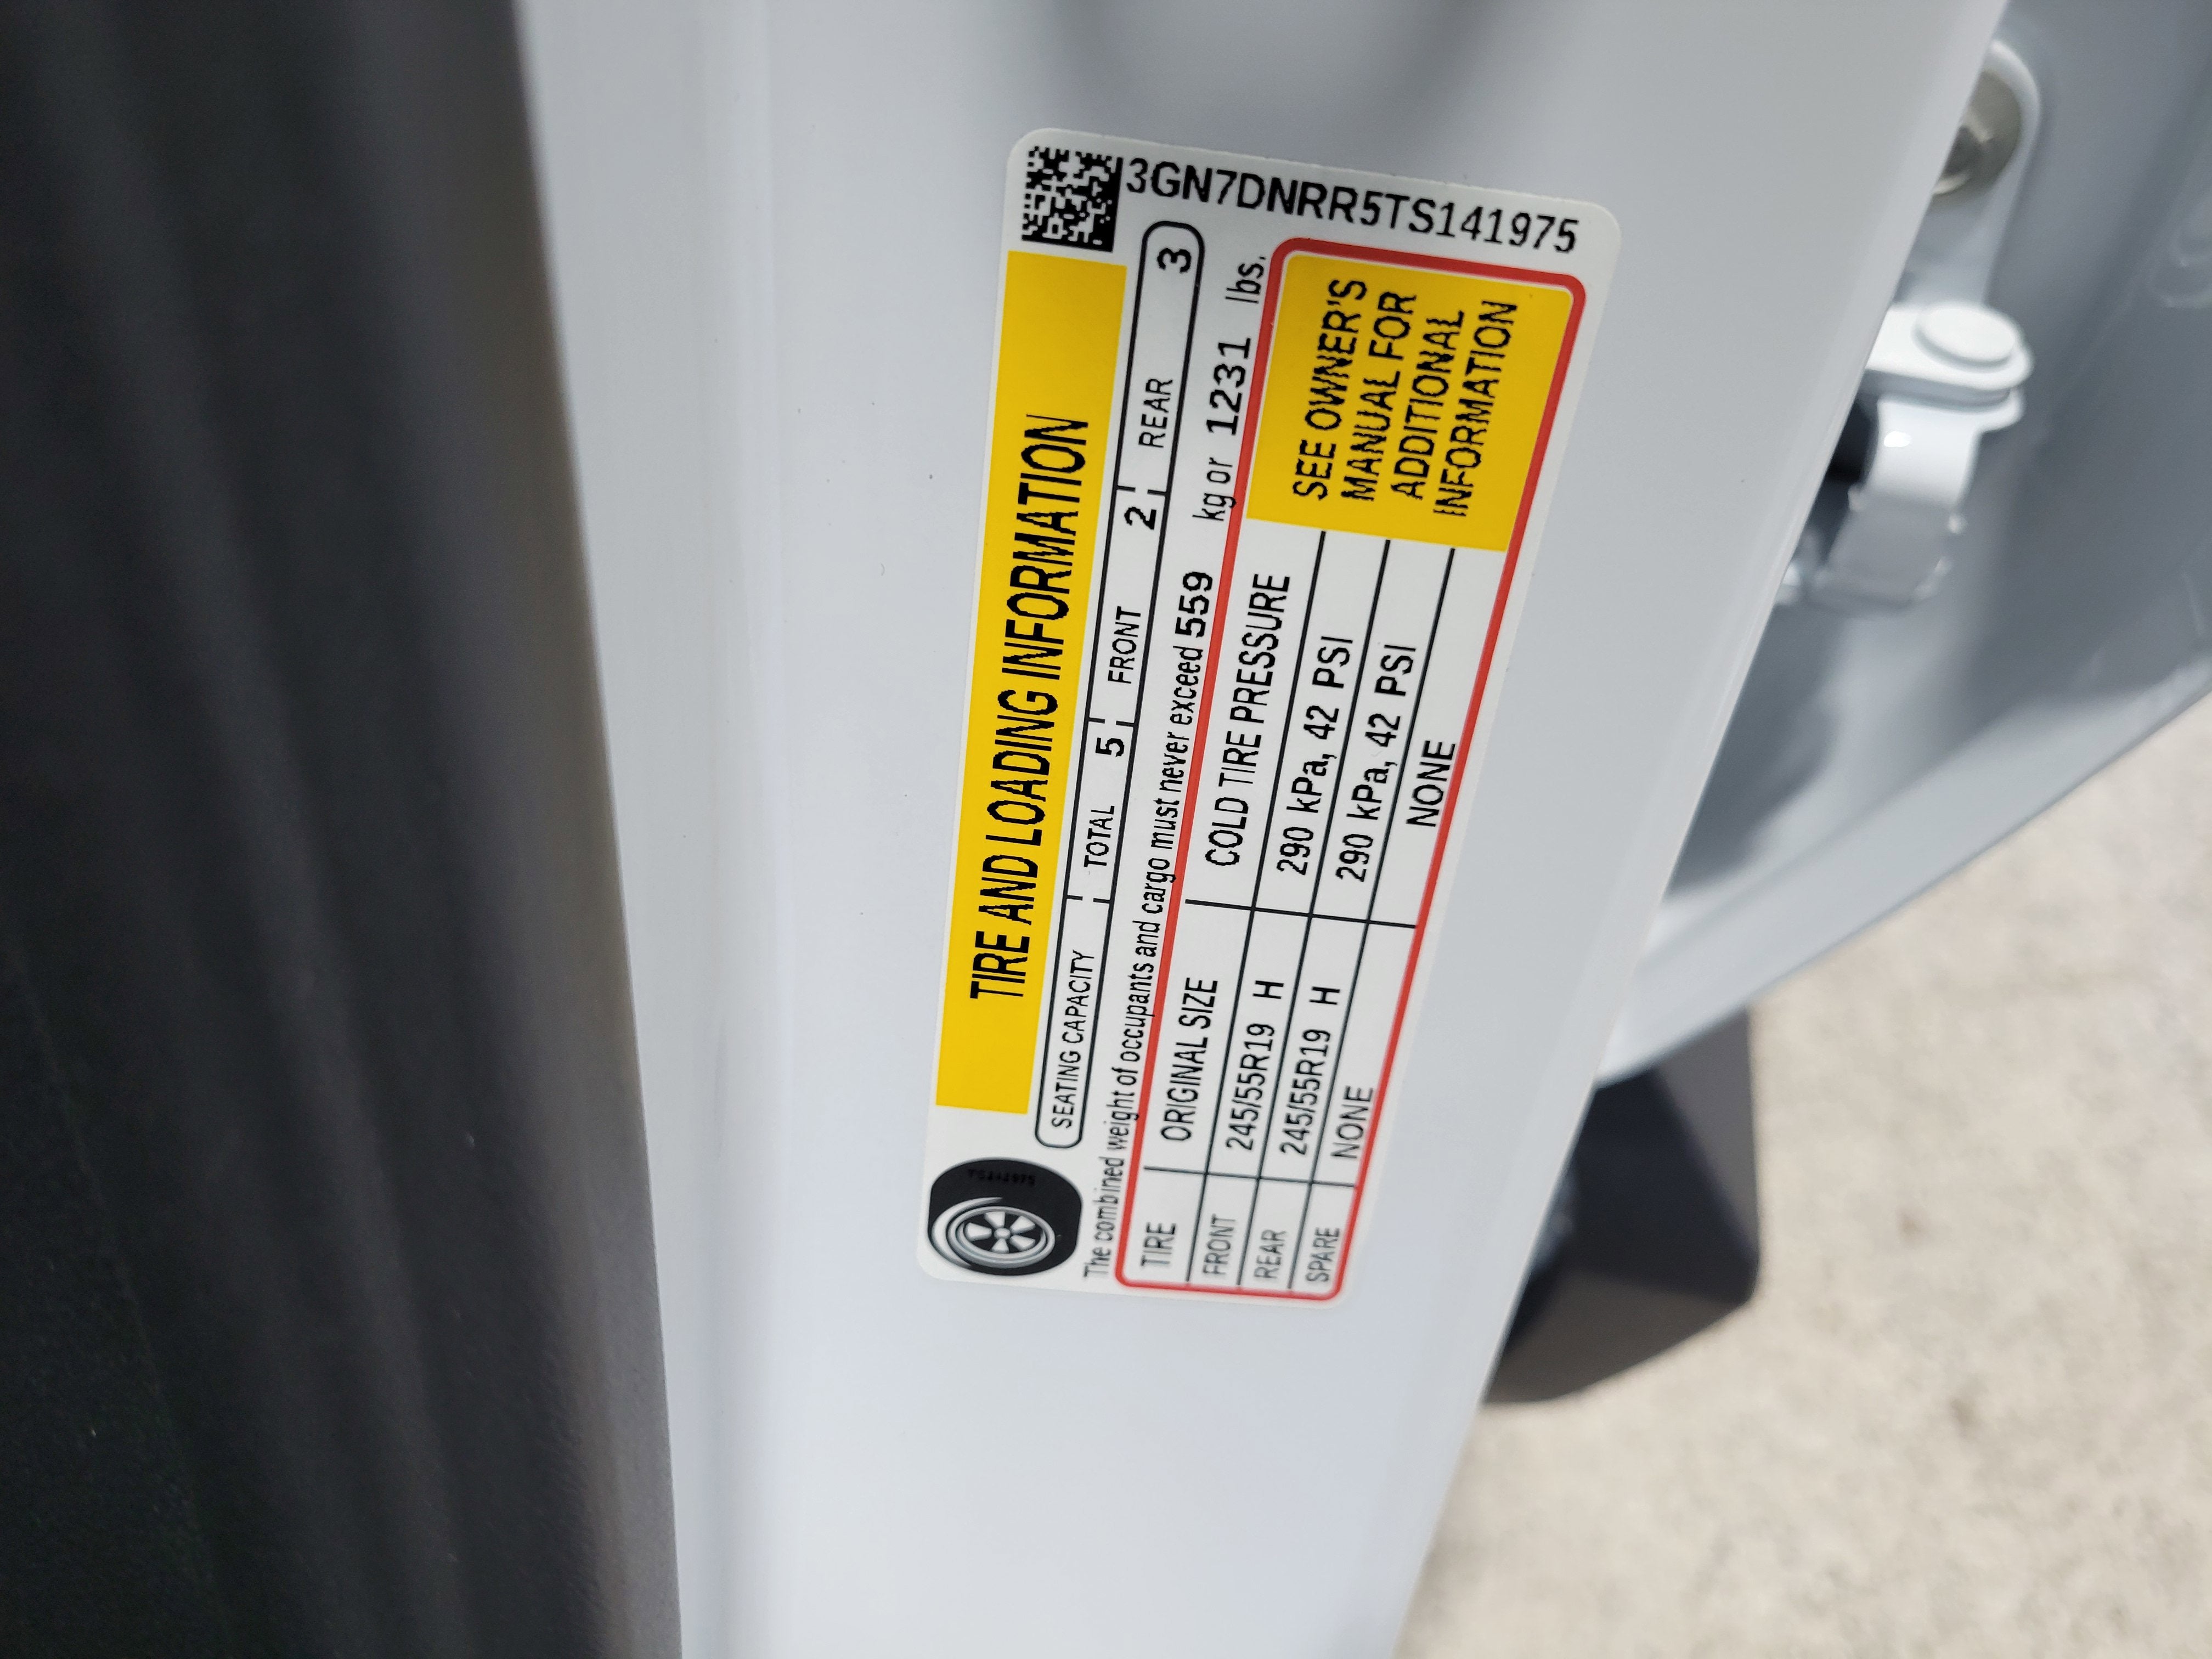 3GN7DNRR5TS141975
TIRE AND LOADING INFORMATION
SEATING CAPACITY TOTAL 5 FRONT 2 REAR 3
The combined weight of occupants and cargo must never exceed 559 kg or 1231 lbs.
TIRE ORIGINAL SIZE COLD TIRE PRESSURE
FRONT 245/55R19 H 290 kPa, 42 PSI
REAR 245/55R19 H 290 kPa, 42 PSI
SPARE NONE NONE
SEE OWNER'S
MANUAL FOR
ADDITIONAL
INFORMATION